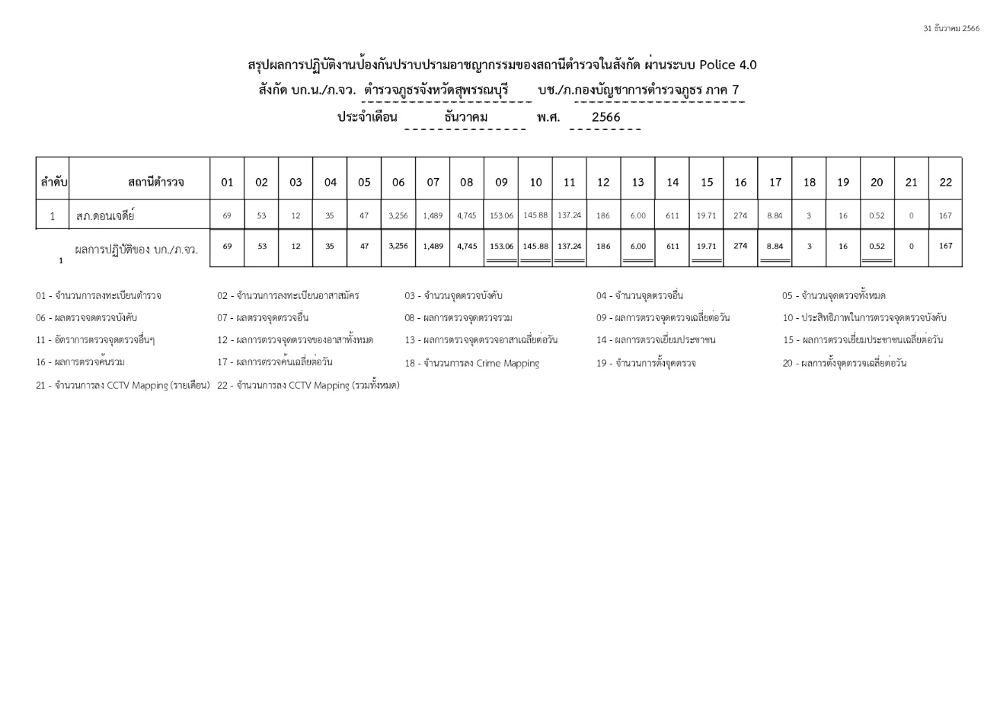 31 ธันวาคม 2566
สรุปผลการปฏิบัติงานป้องกันปราบปรามอาชญากรรมของสถานีตำรวจในสังกัด ผ่านระบบ Police 4.0
สังกัด บก.น./ภ.จว. ตำรวจภูธรจังหวัดสุพรรณบุรี บช./ภ.กองบัญชาการตำรวจภูธร ภาค 7
ประจำเดือน ธันวาคม พ.ศ. 2566
ลำดับ สถานีตำรวจ 01 02 03 04 05 06 07 08 09 10 11 12 13 14 15 16 17 18 19 20 21 22
1 สภ.ดอนเจดีย์ 69 53 12 35 47 3,256 1,489 4,745 153.06 145.88 137.24 186 6.00 611 19.71 274 8.84 3 16 0.52 0 167
ผลการปฏิบัติของ บก./ภ.จว. 69 53 12 35 47 3,256 1,489 4,745 153.06 145.88 137.24 186 6.00 611 19.71 274 8.84 3 16 0.52 0 167
1
01 - จำนวนการลงทะเบียนตำรวจ 02 - จำนวนการลงทะเบียนอาสาสมัคร 03 - จำนวนจุดตรวจบังคับ 04 - จำนวนจุดตรวจอื่น 05 - จำนวนจุดตรวจทั้งหมด
06 - ผลตรวจจดตรวจบังคับ 07 - ผลตรวจจุดตรวจอื่น 08 - ผลการตรวจจุดตรวจรวม 09 - ผลการตรวจจุดตรวจเฉลี่ยต่อวัน 10 - ประสิทธิภาพในการตรวจจุดตรวจบังคับ
11 - อัตราการตรวจจุดตรวจอื่นๆ 12 - ผลการตรวจจุดตรวจของอาสาทั้งหมด 13 - ผลการตรวจจุดตรวจอาสาเฉลี่ยต่อวัน 14 - ผลการตรวจเยี่ยมประชาชน 15 - ผลการตรวจเยี่ยมประชาชนเฉลี่ยต่อวัน
16 - ผลการตรวจค้นรวม 17 - ผลการตรวจค้นเฉลี่ยต่อวัน 18 - จำนวนการลง Crime Mapping 19 - จำนวนการตั้งจุดตรวจ 20 - ผลการตั้งจุดตรวจเฉลี่ยต่อวัน
21 - จำนวนการลง CCTV Mapping (รายเดือน) 22 - จำนวนการลง CCTV Mapping (รวมทั้งหมด)